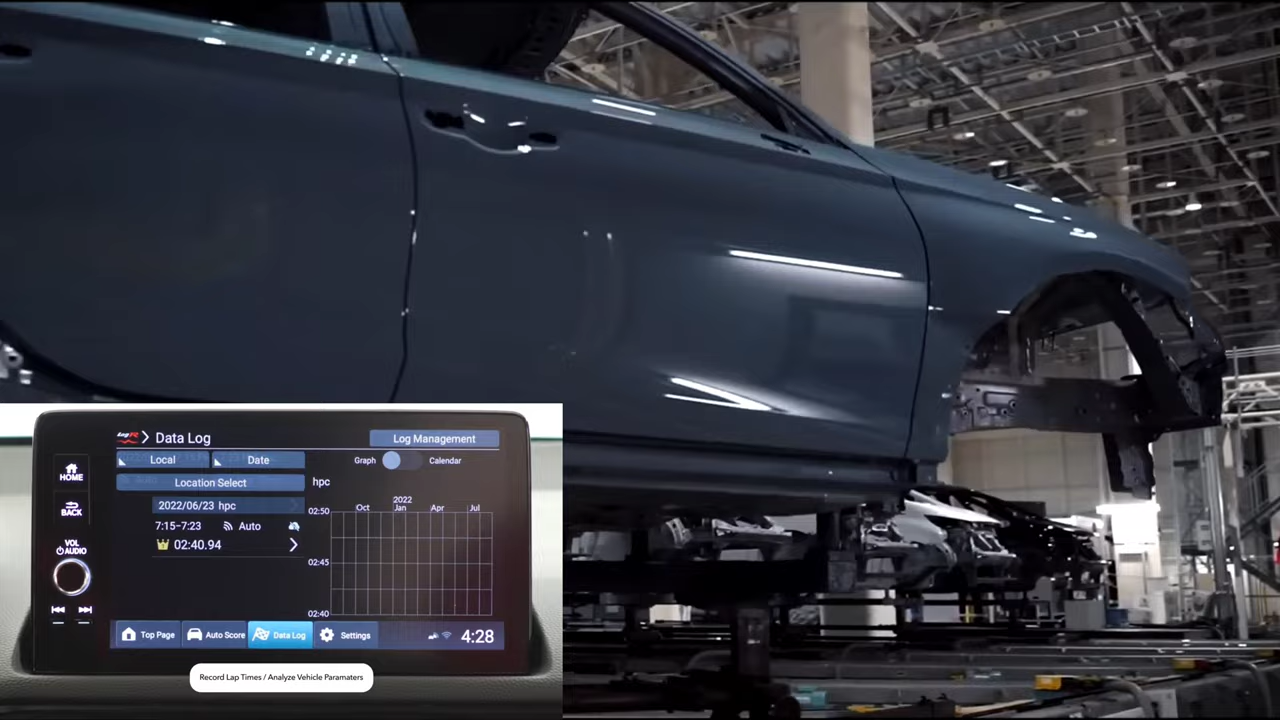 LogR Data Log
Log Management
Local
Date
Graph
Calendar
Location Select
hpc
HOME
2022/06/23 hpc
2022
Oct
Jan
Apr
Jul
02:50
BACK
7:15-7:23
Auto
02:40.94
VOL
AUDIO
02:45
02:40
Top Page
Auto Score
Data Log
Settings
4:28
Record Lap Times / Analyze Vehicle Paramaters